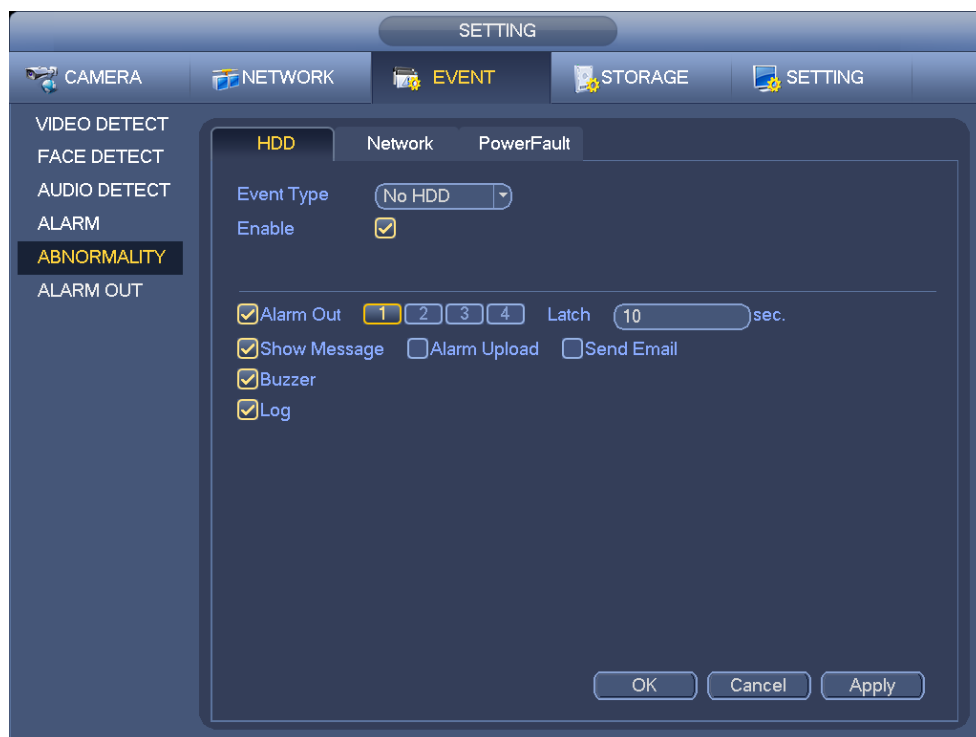 SETTING
CAMERA NETWORK EVENT STORAGE SETTING
VIDEO DETECT
FACE DETECT
AUDIO DETECT
ALARM
ABNORMALITY
ALARM OUT
HDD Network PowerFault
Event Type No HDD
Enable
Alarm Out 1 2 3 4 Latch 10 sec.
Show Message Alarm Upload Send Email
Buzzer
Log
OK Cancel Apply